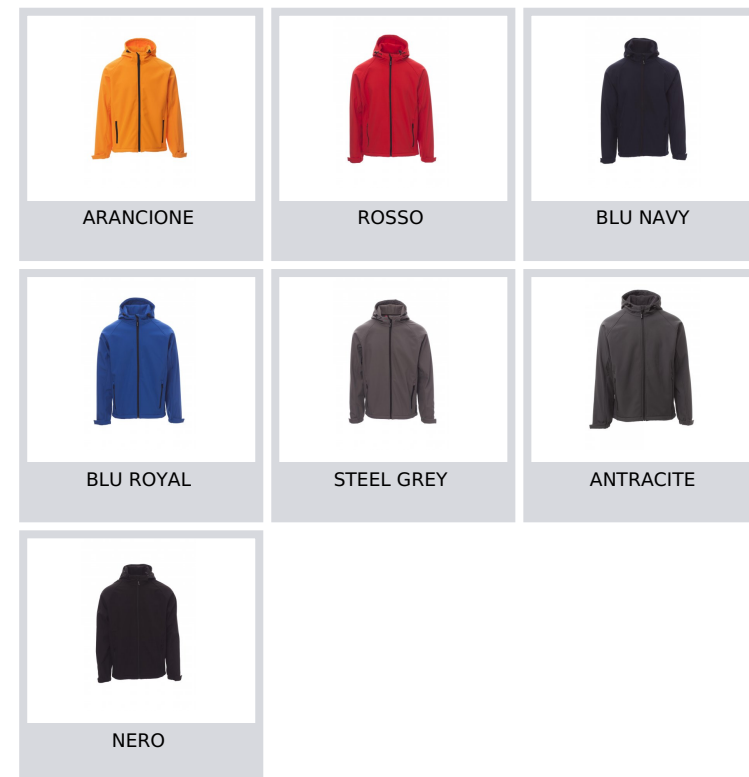 ARANCIONE
ROSSO
BLU NAVY
BLU ROYAL
STEEL GREY
ANTRACITE
NERO